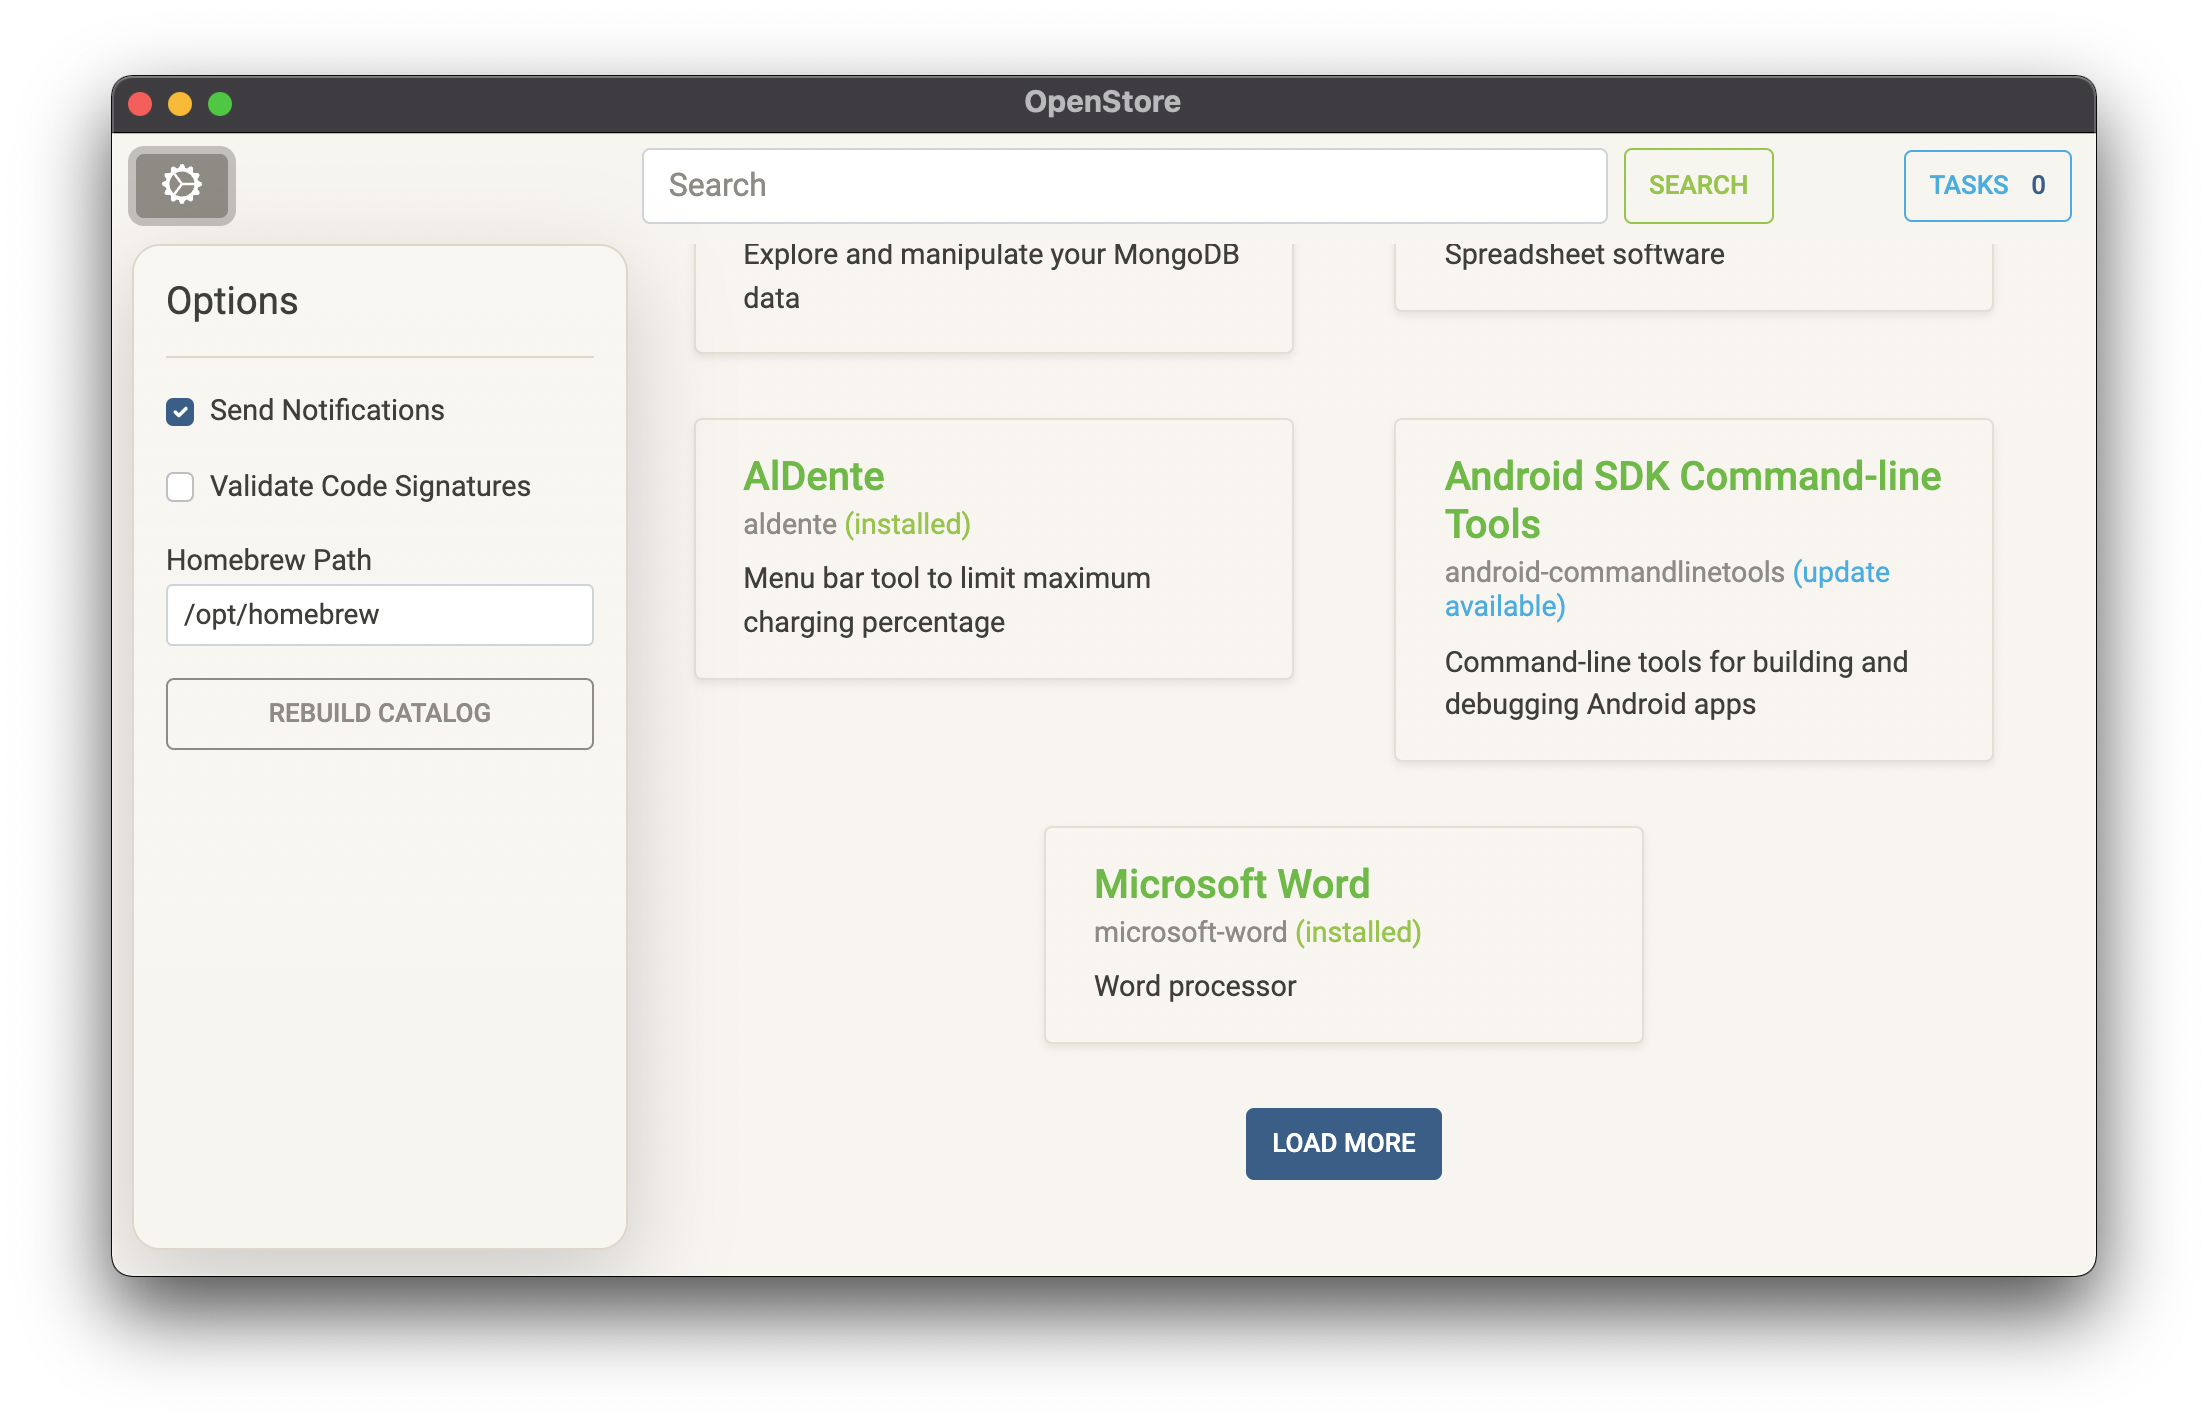 OpenStore
Search
SEARCH
TASKS 0
Options
Send Notifications
Validate Code Signatures
Homebrew Path
/opt/homebrew
REBUILD CATALOG
Explore and manipulate your MongoDB
data
Spreadsheet software
AlDente
aldente (installed)
Menu bar tool to limit maximum
charging percentage
Android SDK Command-line
Tools
android-commandlinetools (update
available)
Command-line tools for building and
debugging Android apps
Microsoft Word
microsoft-word (installed)
Word processor
LOAD MORE